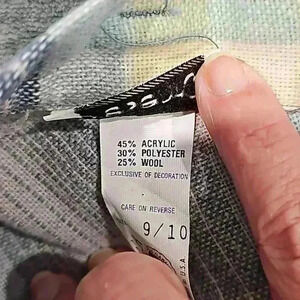 45% ACRYLIC
30% POLYESTER
25% WOOL
EXCLUSIVE OF DECORATION
CARE ON REVERSE
9/10
U.S.A.